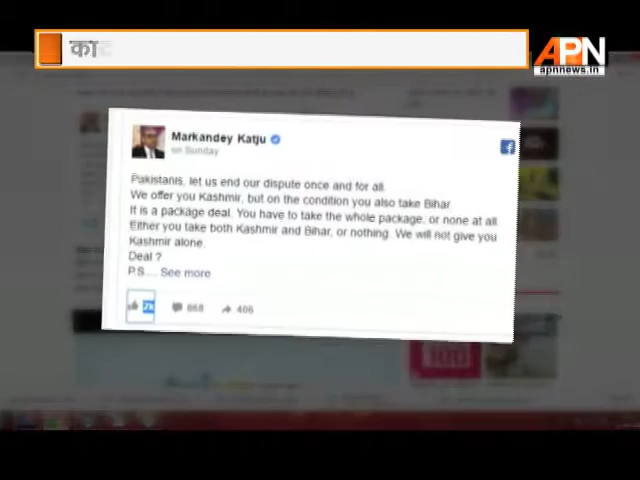 का
APN
apnnews.in
Markandey Katju
on Sunday
Pakistanis, let us end our dispute once and for all.
We offer you Kashmir, but on the condition you also take Bihar
It is a package deal. You have to take the whole package, or none at all.
Either you take both Kashmir and Bihar, or nothing. We will not give you
Kashmir alone.
Deal ?
P.S.... See more
2K 868 406